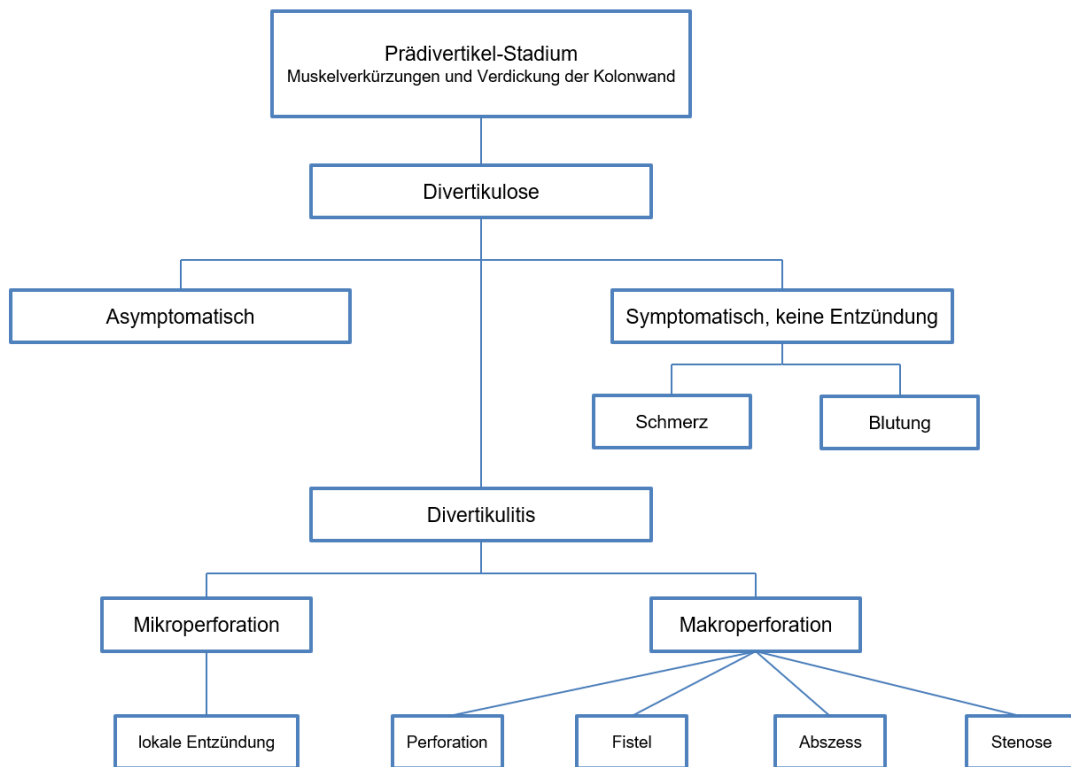 Prädivertikel-Stadium
Muskelverkürzungen und Verdickung der Kolonwand
Divertikulose
Asymptomatisch
Symptomatisch, keine Entzündung
Schmerz
Blutung
Divertikulitis
Mikroperforation
Makroperforation
lokale Entzündung
Perforation
Fistel
Abszess
Stenose